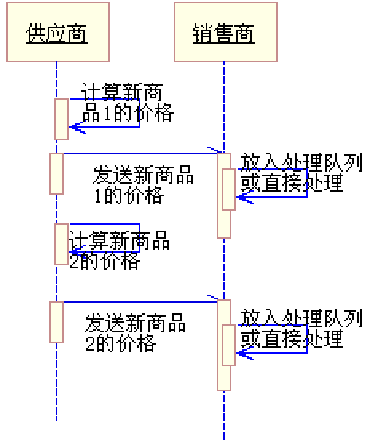 供应商
销售商
计算新商
品1的价格
发送新商品
1的价格
放入处理队列
或直接处理
计算新商品
2的价格
发送新商品
2的价格
放入处理队列
或直接处理